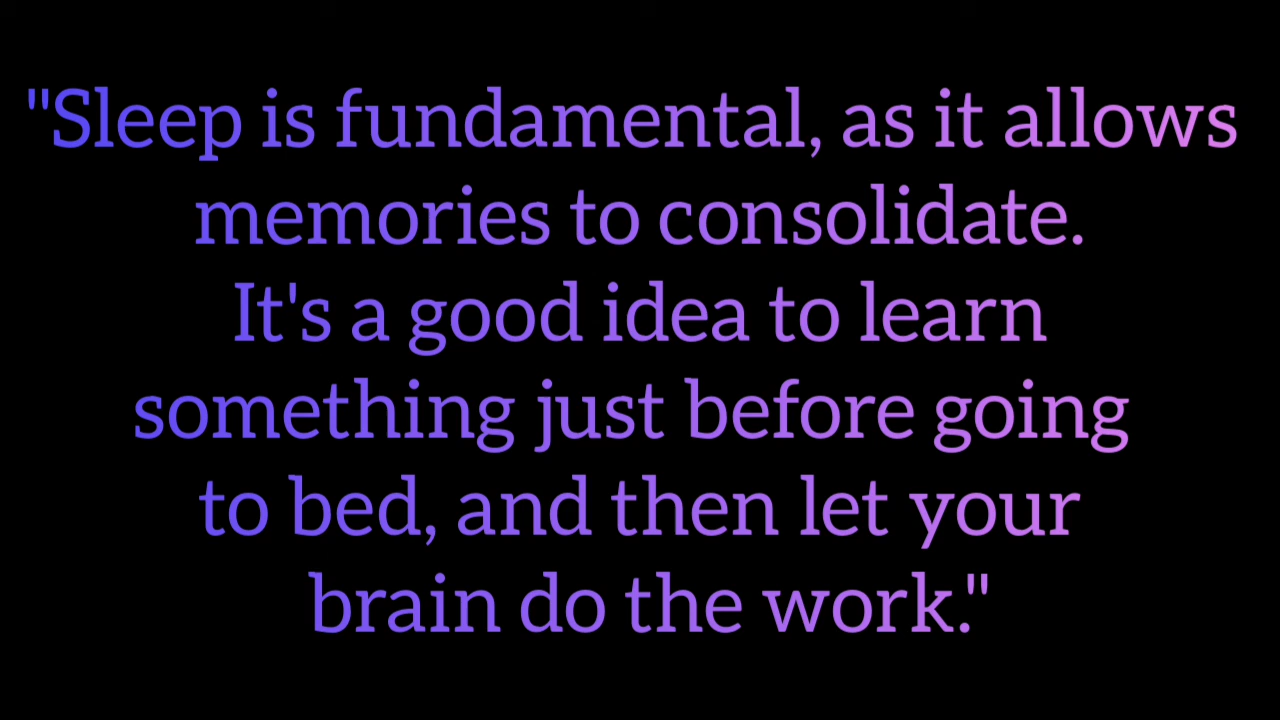 "Sleep is fundamental, as it allows
memories to consolidate.
It's a good idea to learn
something just before going
to bed, and then let your
brain do the work."